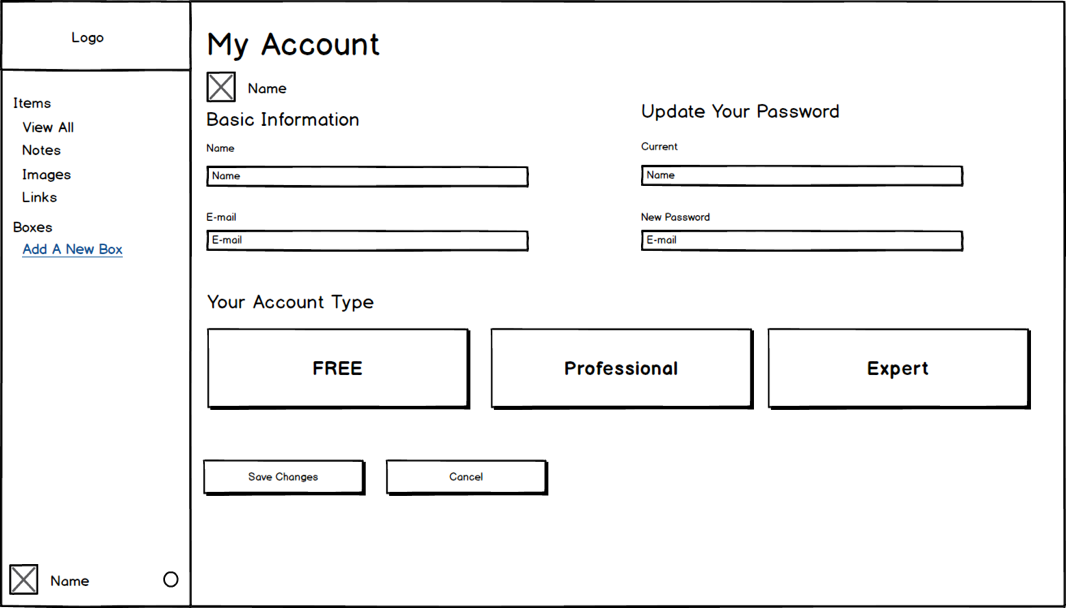 Logo
Items
View All
Notes
Images
Links
Boxes
Add A New Box
Name
My Account
Name
Basic Information
Name
Name
E-mail
E-mail
Update Your Password
Current
Name
New Password
E-mail
Your Account Type
FREE
Professional
Expert
Save Changes
Cancel